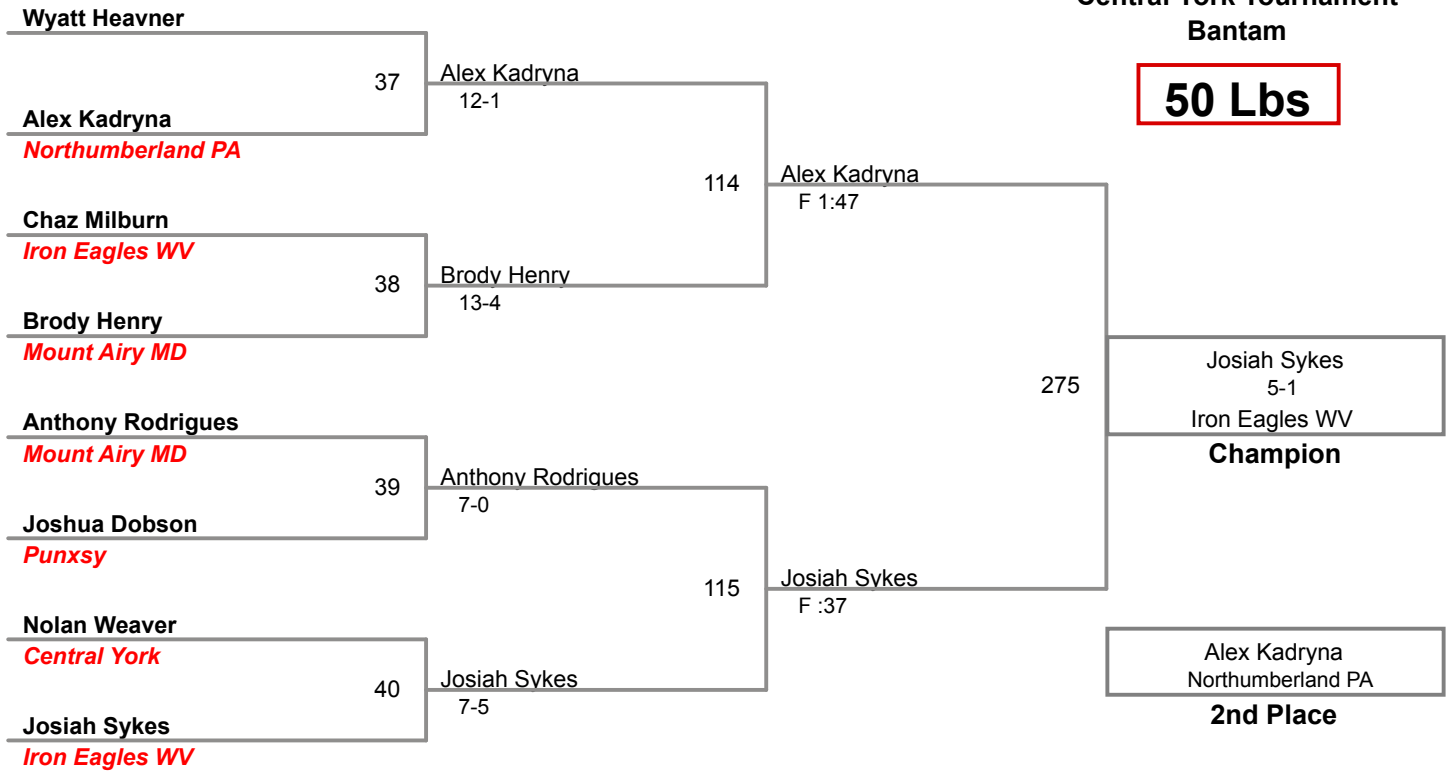 Central York Tournament
Bantam
50 Lbs
Wyatt Heavner
37
Alex Kadryna
12-1
Alex Kadryna
Northumberland PA
114
Alex Kadryna
F 1:47
Chaz Milburn
Iron Eagles WV
38
Brody Henry
13-4
Brody Henry
Mount Airy MD
275
Josiah Sykes
5-1
Iron Eagles WV
Champion
Anthony Rodrigues
Mount Airy MD
39
Anthony Rodrigues
7-0
Joshua Dobson
Punxsy
115
Josiah Sykes
F :37
Nolan Weaver
Central York
40
Josiah Sykes
7-5
Josiah Sykes
Iron Eagles WV
Alex Kadryna
Northumberland PA
2nd Place